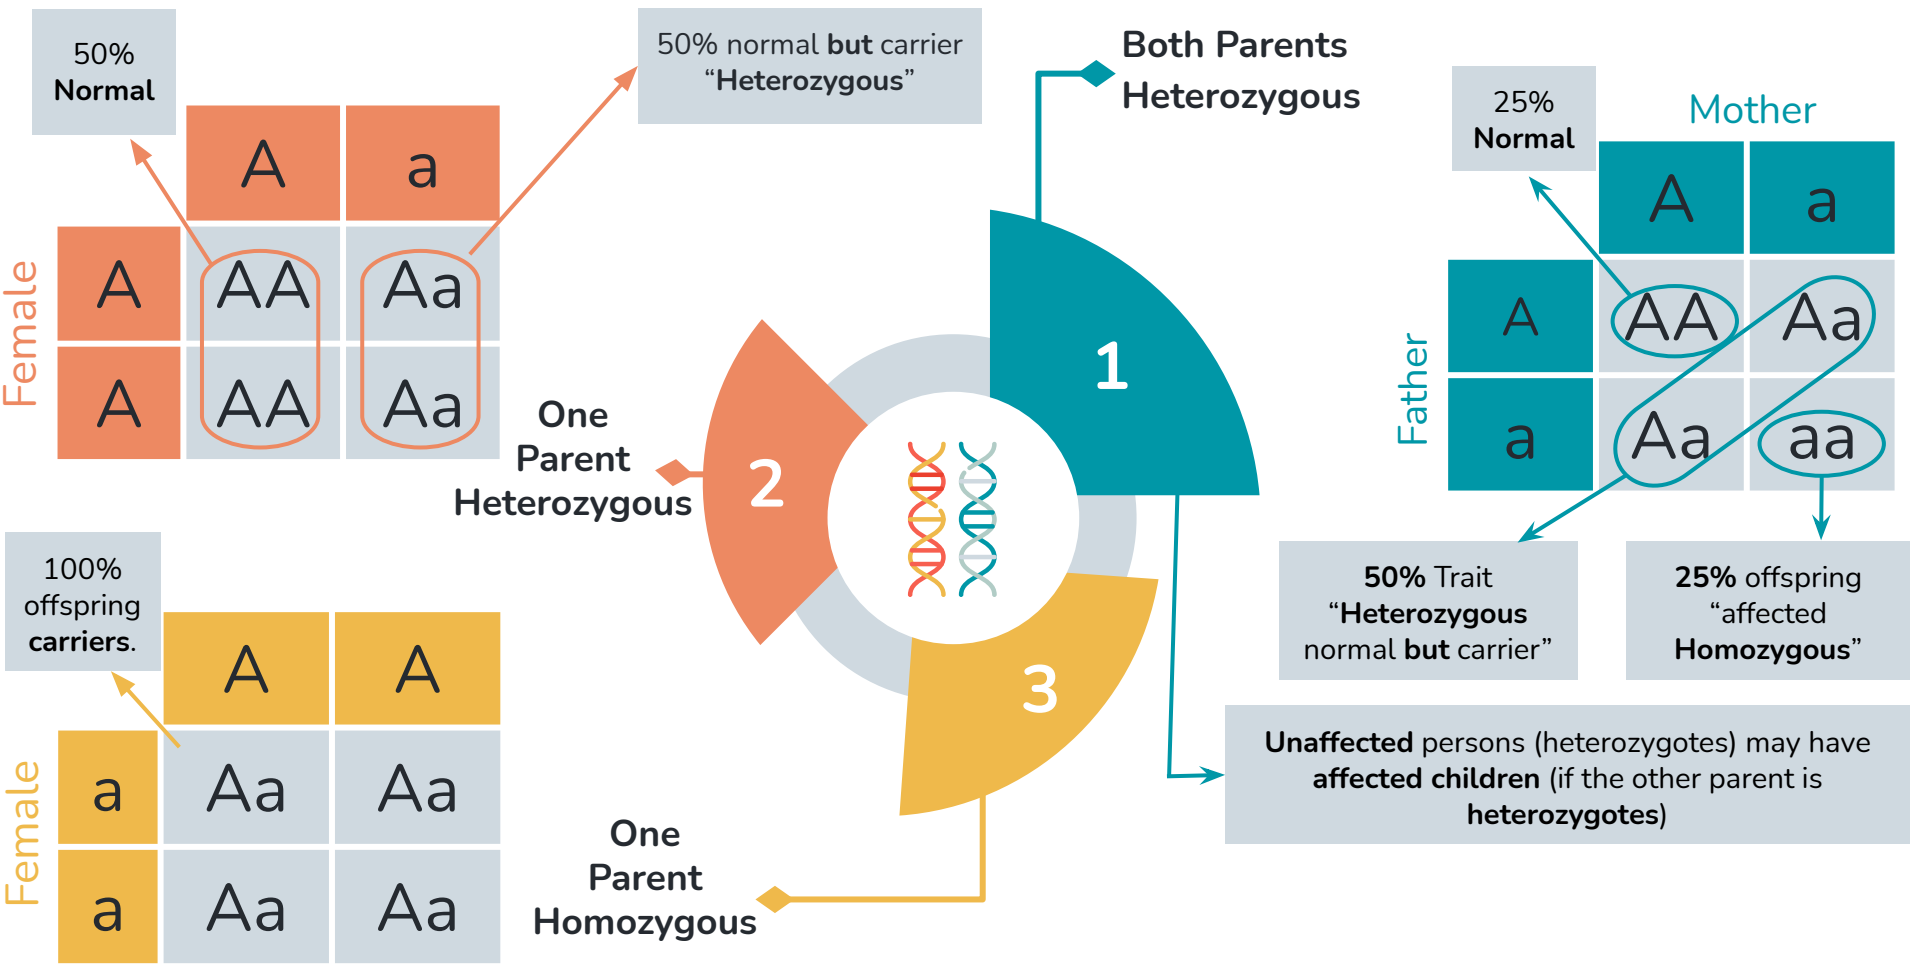 50%
Normal
50% normal but carrier
“Heterozygous”
A a
Female
A AA Aa
A AA Aa
Both Parents
Heterozygous
25%
Normal
Mother
A a
Father
A AA Aa
a Aa aa
50% Trait
“Heterozygous
normal but carrier”
25% offspring
“affected
Homozygous”
Unaffected persons (heterozygotes) may have
affected children (if the other parent is
heterozygotes)
1
2
3
One
Parent
Heterozygous
100%
offspring
carriers.
A A
Female
a Aa Aa
a Aa Aa
One
Parent
Homozygous